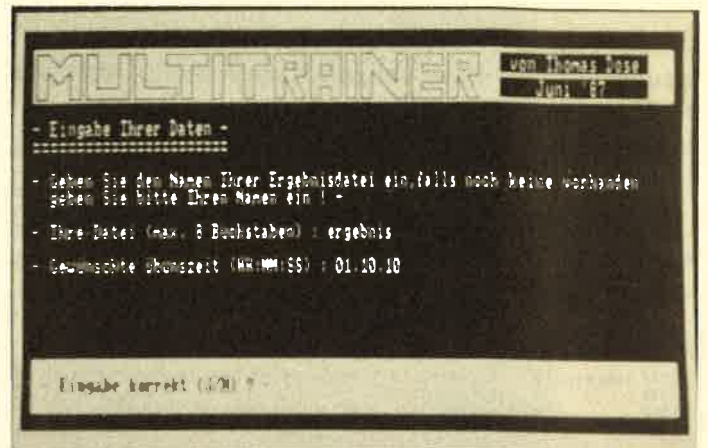 MULTITRAINER
von Thomas Dose
Juni '87
- Eingabe Ihrer Daten -
- Geben Sie den Namen Ihrer Ergebnisdatei ein,falls noch keine vorhanden
geben Sie bitte Ihren Namen ein ! -
- Ihre Datei (max. 8 Buchstaben) : ergebnis
- Gewünschte (HH:MM:SS) : 01.10.10
- Eingabe korrekt (J/N) ? -